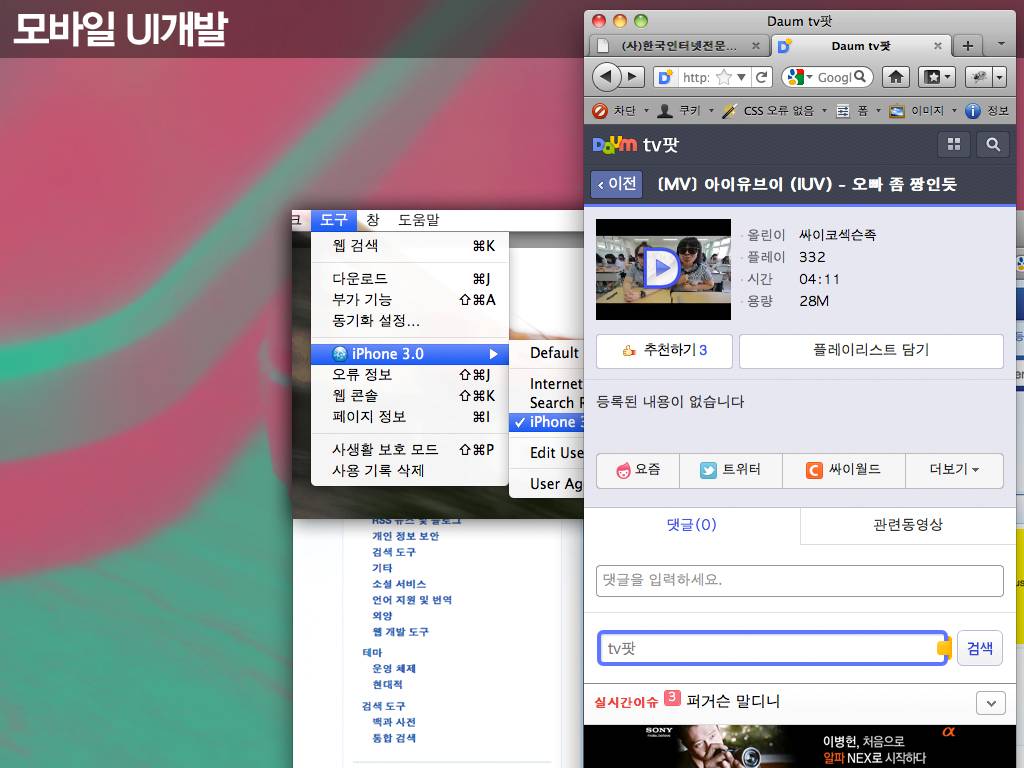 모바일 UI개발
Daum tv팟
(사)한국인터넷전문...
Daum tv팟
http:
Googl
차단
쿠키
CSS 오류 없음
폼
이미지
정보
Daum tv팟
이전
[MV] 아이유브이 (IUV) - 오빠 좀 짱인듯
올린이 싸이코섹슨족
플레이 332
시간 04:11
용량 28M
추천하기 3
플레이리스트 담기
등록된 내용이 없습니다
요즘
트위터
싸이월드
더보기
댓글(0)
관련동영상
댓글을 입력하세요.
tv팟
검색
실시간이슈 3 퍼거슨 말디니
SONY
α
이병헌, 처음으로
알파 NEX로 시작하다
크 도구 창 도움말
웹 검색 ⌘K
다운로드 ⌘J
부가 기능 ⇧⌘A
동기화 설정...
iPhone 3.0
오류 정보 ⇧⌘J
웹 콘솔 ⇧⌘K
페이지 정보 ⌘I
사생활 보호 모드 ⇧⌘P
사용 기록 삭제
Default
Internet
Search
✓ iPhone 3
Edit Use
User Ag
RSS 뉴스 및 블로그
개인 정보 보안
검색 도구
기타
소셜 서비스
언어 지원 및 번역
외양
웹 개발 도구
테마
운영 체제
현대적
검색 도구
백과 사전
통합 검색